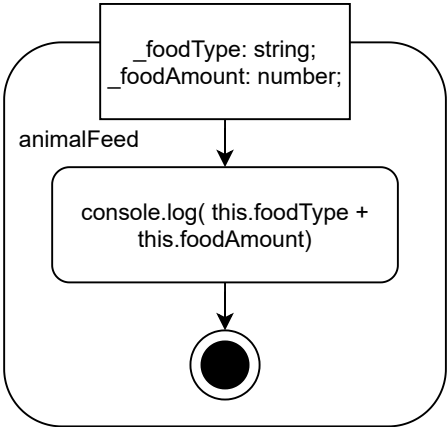 _foodType: string;
_foodAmount: number;
animalFeed
console.log( this.foodType +
this.foodAmount)